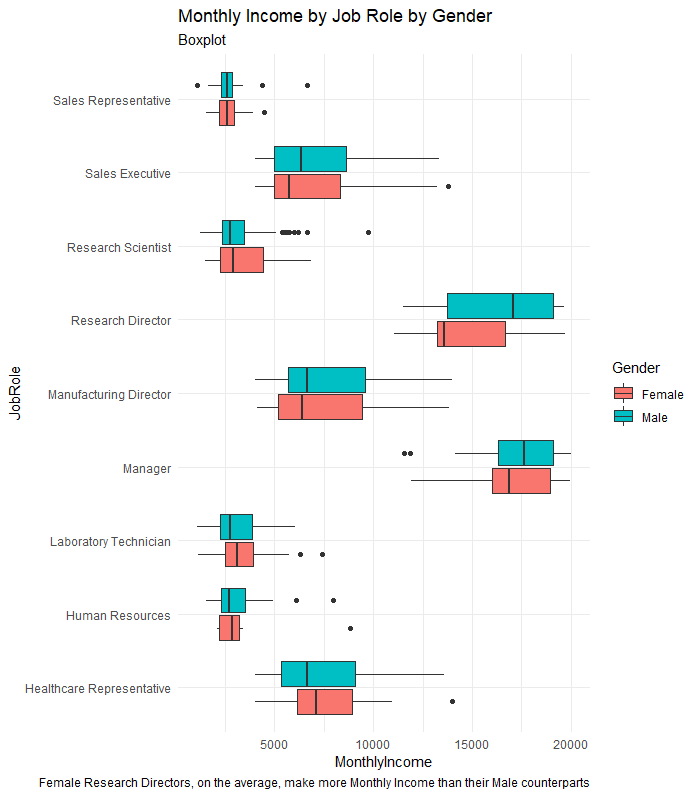 Monthly Income by Job Role by Gender
Boxplot
JobRole
Sales Representative
Sales Executive
Research Scientist
Research Director
Manufacturing Director
Manager
Laboratory Technician
Human Resources
Healthcare Representative
5000 10000 15000 20000
MonthlyIncome
Gender
Female
Male
Female Research Directors, on the average, make more Monthly Income than their Male counterparts